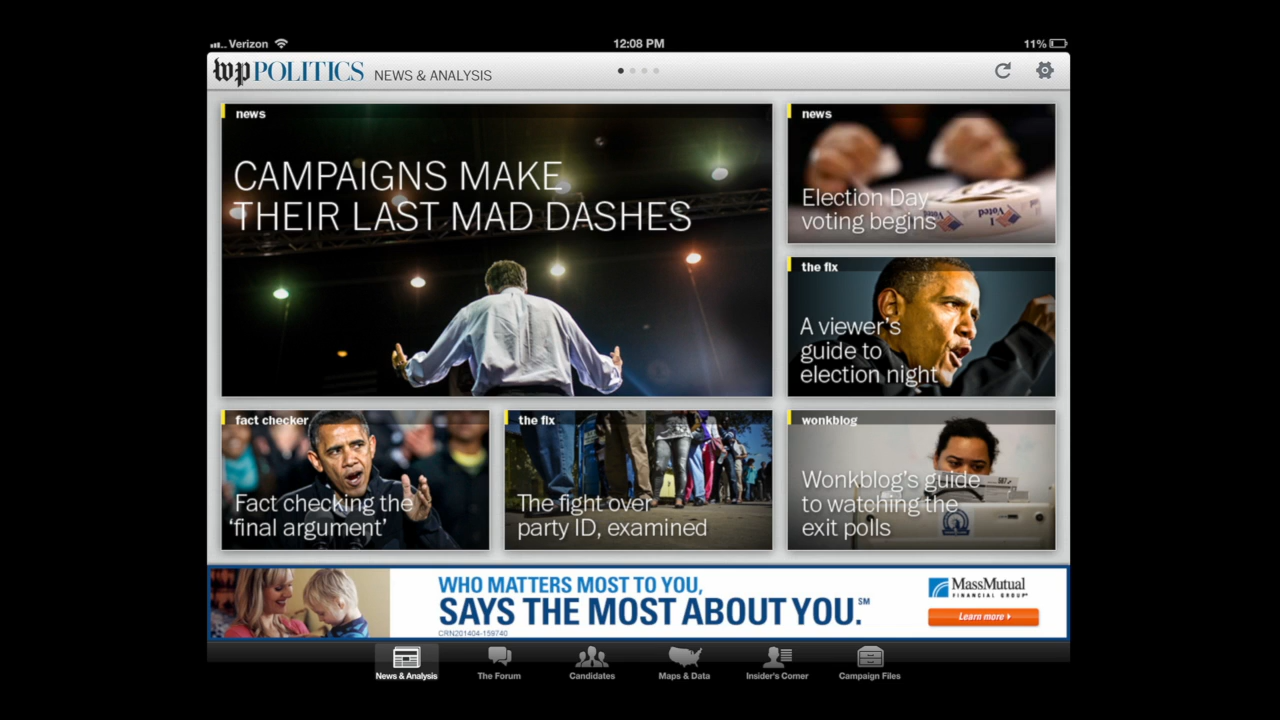 Verizon
12:08 PM
11%
wp POLITICS NEWS & ANALYSIS
news
CAMPAIGNS MAKE
THEIR LAST MAD DASHES
news
Election Day
voting begins
I Voted
Voted
the fix
A viewer's
guide to
election night
fact checker
Fact checking the
‘final argument’
the fix
The fight over
party ID, examined
wonkblog
Wonkblog's guide
to watching the
exit polls
WHO MATTERS MOST TO YOU,
SAYS THE MOST ABOUT YOU.℠
CRN201404-159740
MassMutual
FINANCIAL GROUP
Learn more
News & Analysis
The Forum
Candidates
Maps & Data
Insider's Corner
Campaign Files